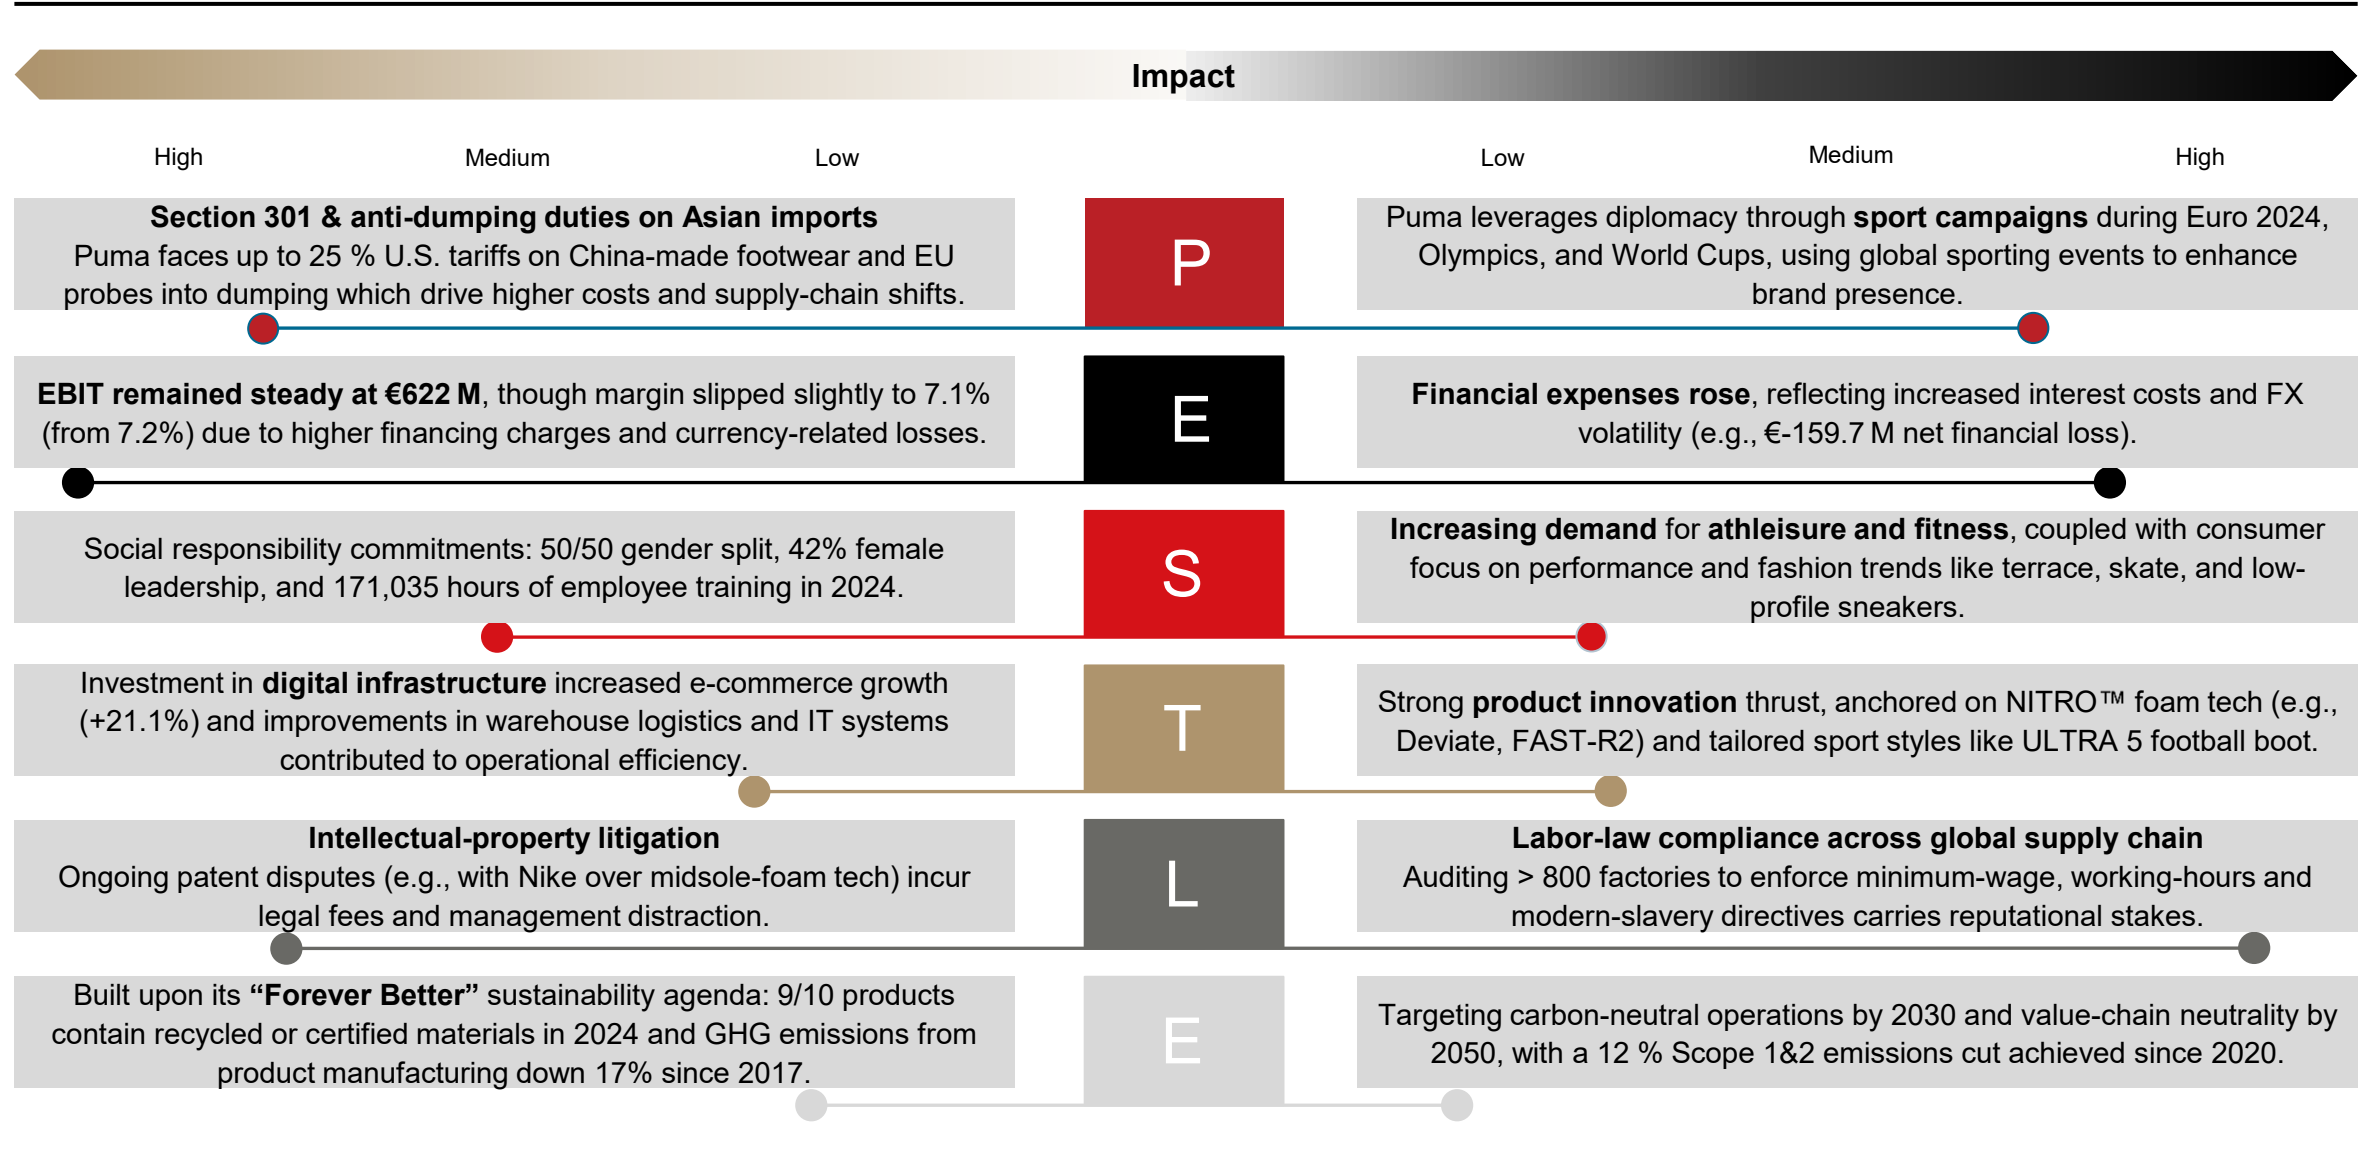 Impact
High
Medium
Low
Low
Medium
High
Section 301 & anti-dumping duties on Asian imports
Puma faces up to 25 % U.S. tariffs on China-made footwear and EU
probes into dumping which drive higher costs and supply-chain shifts.
P
Puma leverages diplomacy through sport campaigns during Euro 2024,
Olympics, and World Cups, using global sporting events to enhance
brand presence.
EBIT remained steady at €622 M, though margin slipped slightly to 7.1%
(from 7.2%) due to higher financing charges and currency-related losses.
E
Financial expenses rose, reflecting increased interest costs and FX
volatility (e.g., €-159.7 M net financial loss).
Social responsibility commitments: 50/50 gender split, 42% female
leadership, and 171,035 hours of employee training in 2024.
S
Increasing demand for athleisure and fitness, coupled with consumer
focus on performance and fashion trends like terrace, skate, and low-
profile sneakers.
Investment in digital infrastructure increased e-commerce growth
(+21.1%) and improvements in warehouse logistics and IT systems
contributed to operational efficiency.
T
Strong product innovation thrust, anchored on NITRO™ foam tech (e.g.,
Deviate, FAST-R2) and tailored sport styles like ULTRA 5 football boot.
Intellectual-property litigation
Ongoing patent disputes (e.g., with Nike over midsole-foam tech) incur
legal fees and management distraction.
L
Labor-law compliance across global supply chain
Auditing > 800 factories to enforce minimum-wage, working-hours and
modern-slavery directives carries reputational stakes.
Built upon its “Forever Better” sustainability agenda: 9/10 products
contain recycled or certified materials in 2024 and GHG emissions from
product manufacturing down 17% since 2017.
E
Targeting carbon-neutral operations by 2030 and value-chain neutrality by
2050, with a 12 % Scope 1&2 emissions cut achieved since 2020.